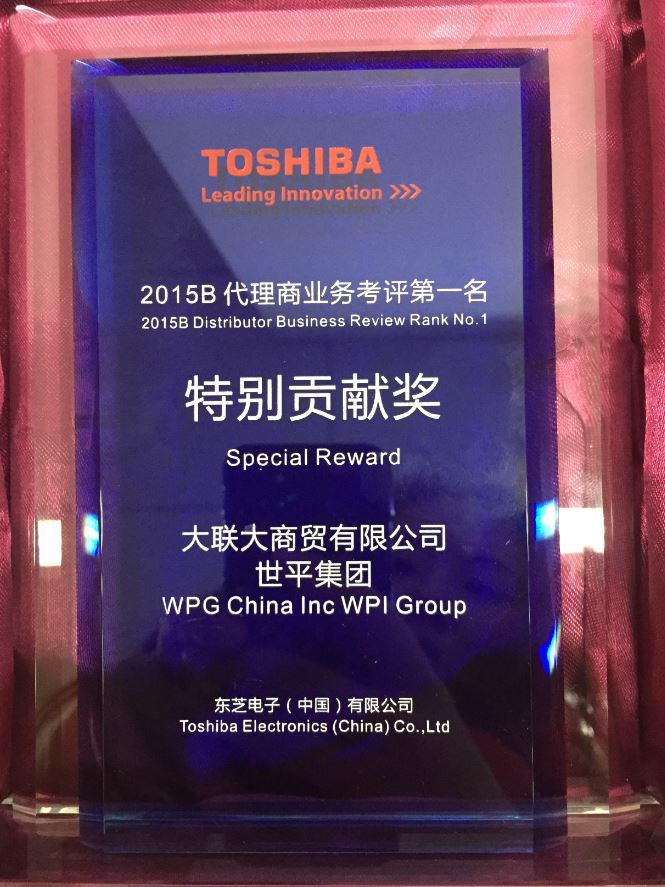 TOSHIBA
Leading Innovation >>>
2015B 代理商业务考评第一名
2015B Distributor Business Review Rank No.1
特别贡献奖
Special Reward
大联大商贸有限公司
世平集团
WPG China Inc WPI Group
东芝电子（中国）有限公司
Toshiba Electronics (China) Co.,Ltd